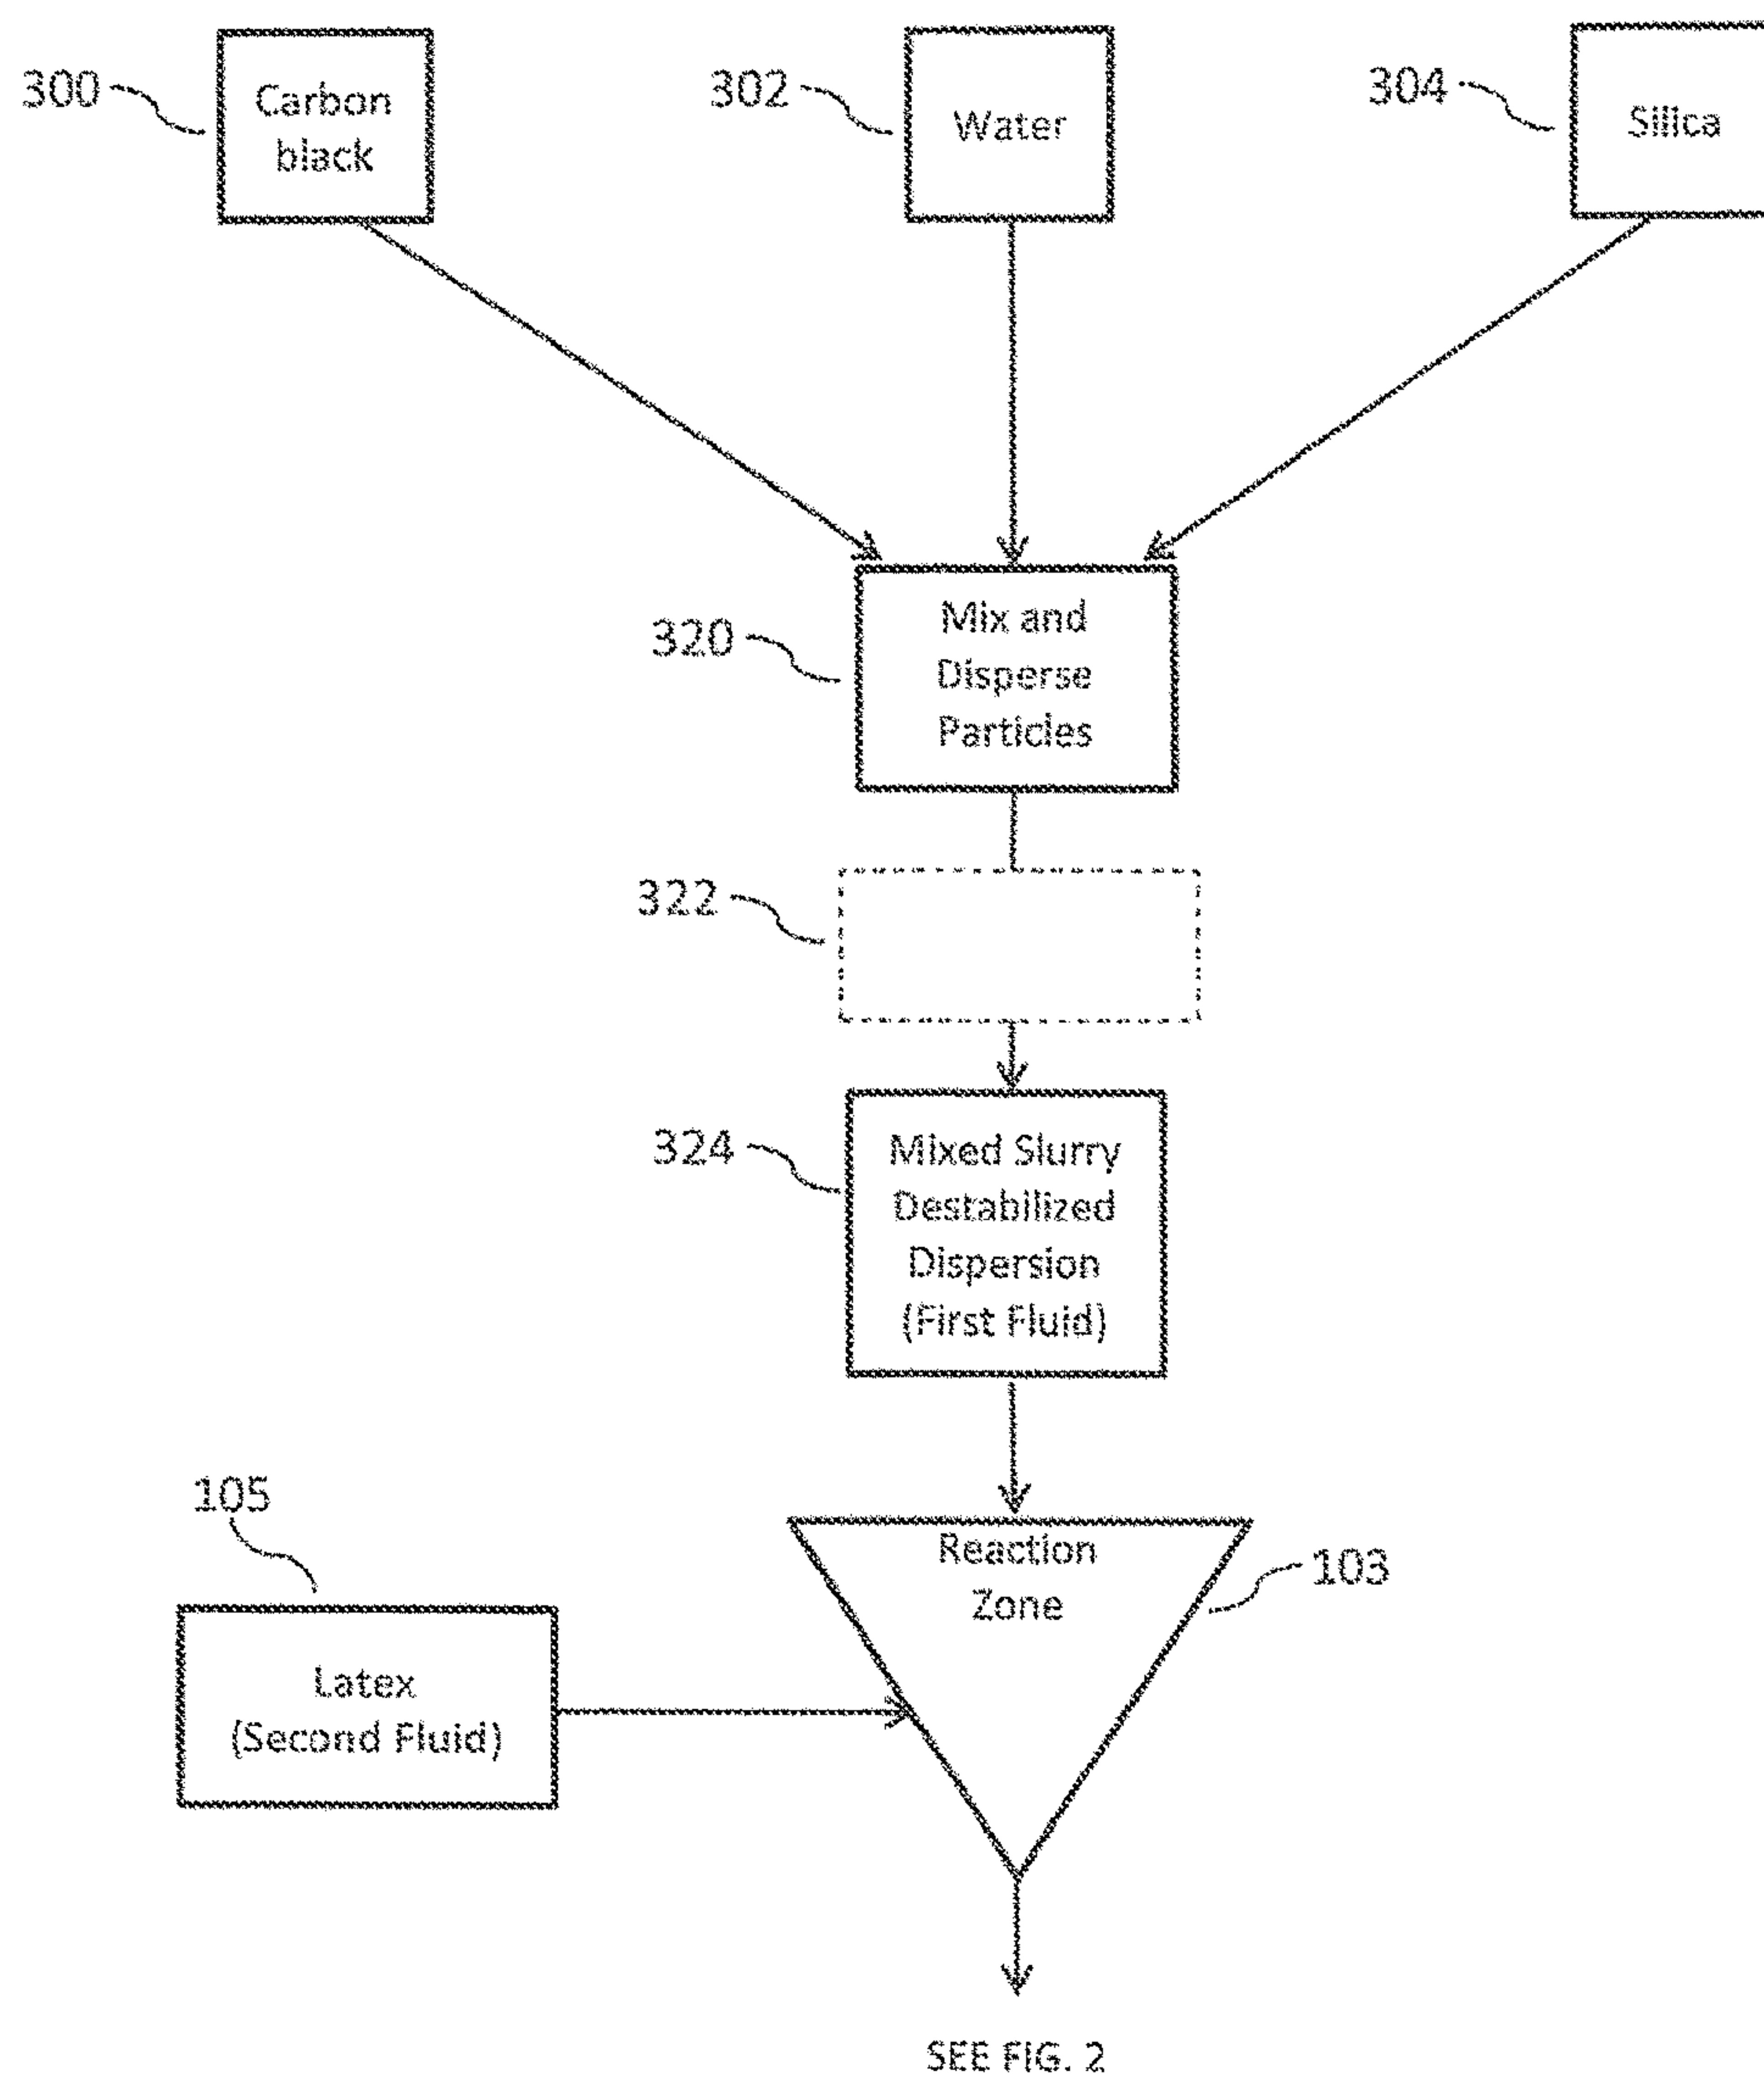 300
Carbon
black
302
Water
304
Silica
320
Mix and
Disperse
Particles
322
324
Mixed Slurry
Destabilized
Dispersion
(First Fluid)
105
Latex
(Second Fluid)
Reaction
Zone
103
SEE FIG. 2